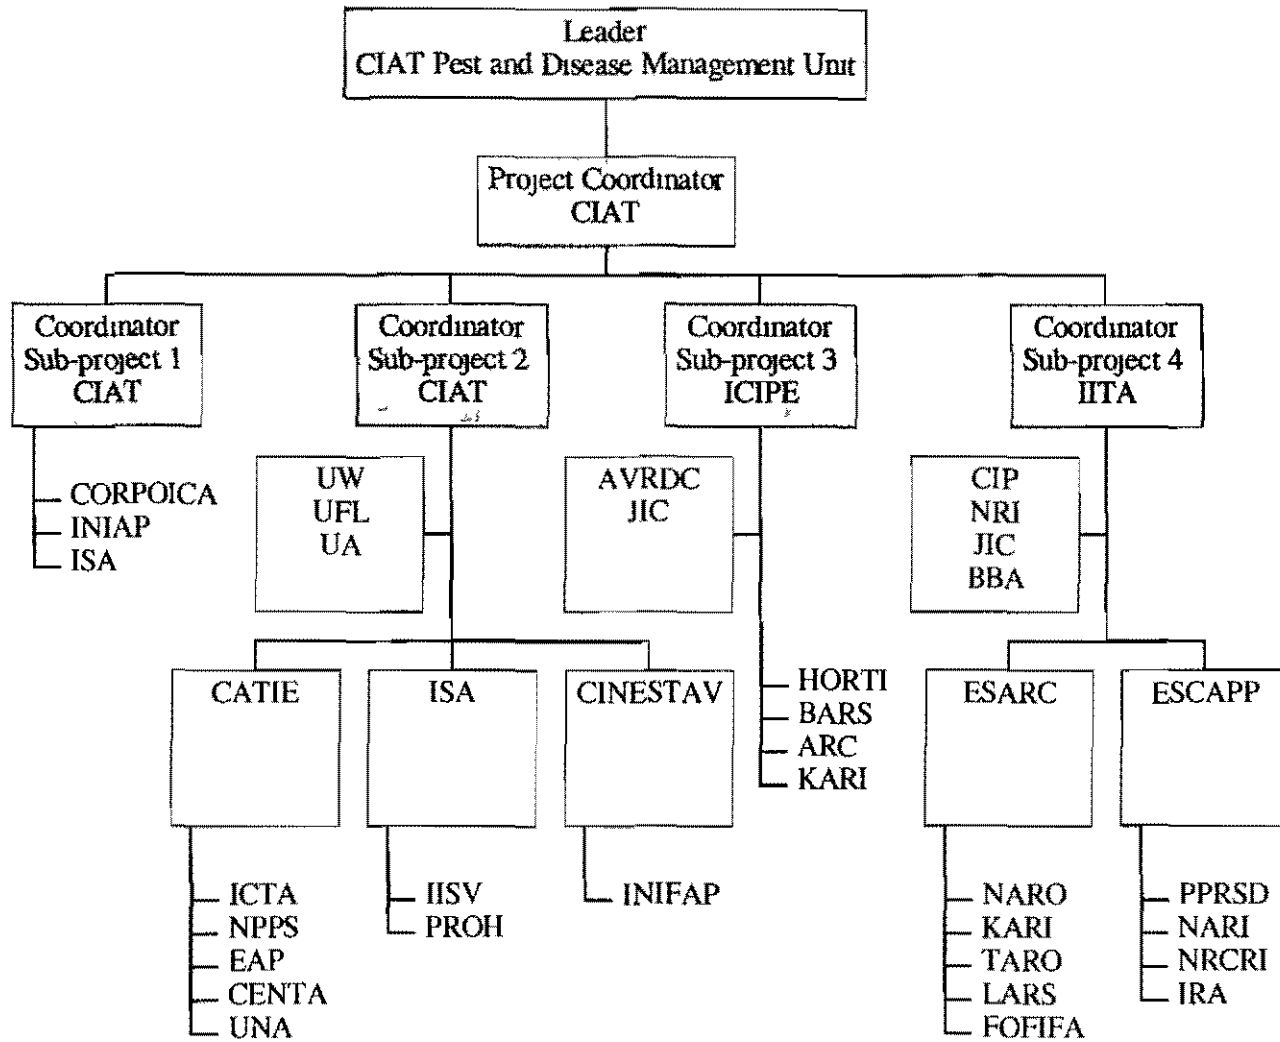 Leader
CIAT Pest and Disease Management Unit
Project Coordinator
CIAT
Coordinator
Sub-project 1
CIAT
Coordinator
Sub-project 2
CIAT
Coordinator
Sub-project 3
ICIPE
Coordinator
Sub-project 4
IITA
CORPOICA
INIAP
ISA
UW
UFL
UA
AVRDC
JIC
CIP
NRI
JIC
BBA
CATIE
ISA
CINESTAV
HORTI
BARS
ARC
KARI
ESARC
ESCAPP
ICTA
NPPS
EAP
CENTA
UNA
IISV
PROH
INIFAP
NARO
KARI
TARO
LARS
FOFIFA
PPRSD
NARI
NRCRI
IRA